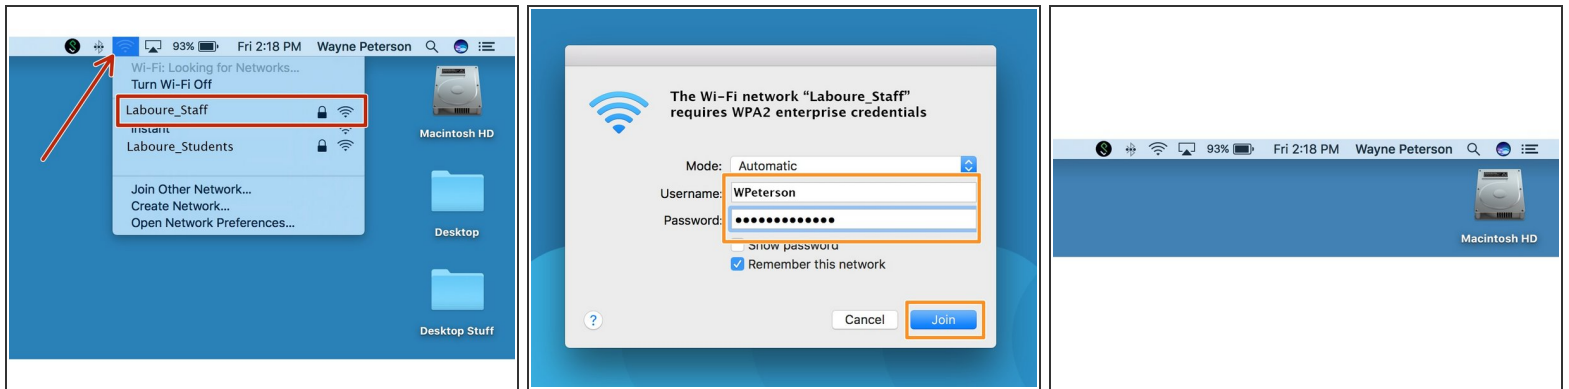 93% Fri 2:18 PM Wayne Peterson
Wi-Fi: Looking for Networks...
Turn Wi-Fi Off
Laboure_Staff
Instant
Laboure_Students
Join Other Network...
Create Network...
Open Network Preferences...
Macintosh HD
Desktop
Desktop Stuff
The Wi-Fi network “Laboure_Staff”
requires WPA2 enterprise credentials
Mode: Automatic
Username: WPeterson
Password: •••••••••••••
Show password
Remember this network
? Cancel Join
93% Fri 2:18 PM Wayne Peterson
Macintosh HD